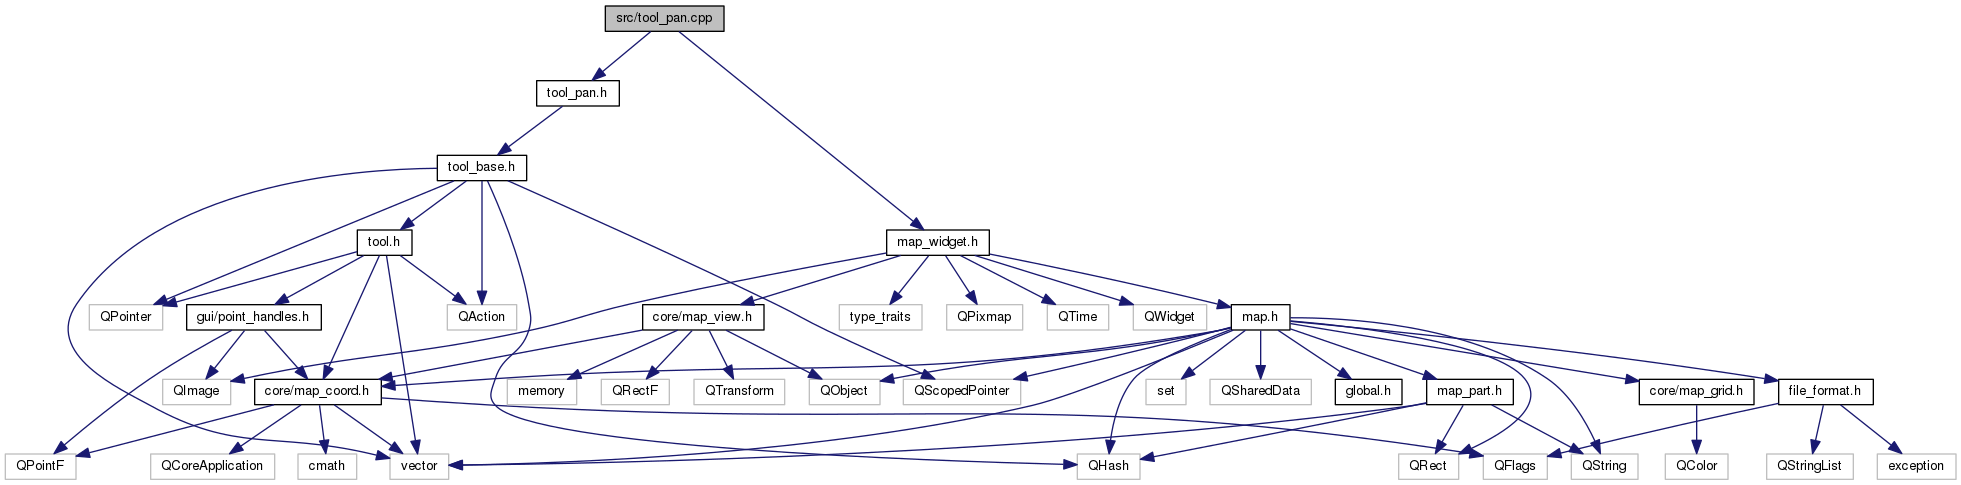 src/tool_pan.cpp
tool_pan.h
tool_base.h
tool.h
map_widget.h
QPointer
gui/point_handles.h
QAction
core/map_view.h
type_traits
QPixmap
QTime
QWidget
map.h
QImage
core/map_coord.h
memory
QRectF
QTransform
QObject
QScopedPointer
set
QSharedData
global.h
map_part.h
core/map_grid.h
file_format.h
QPointF
QCoreApplication
cmath
vector
QHash
QRect
QFlags
QString
QColor
QStringList
exception